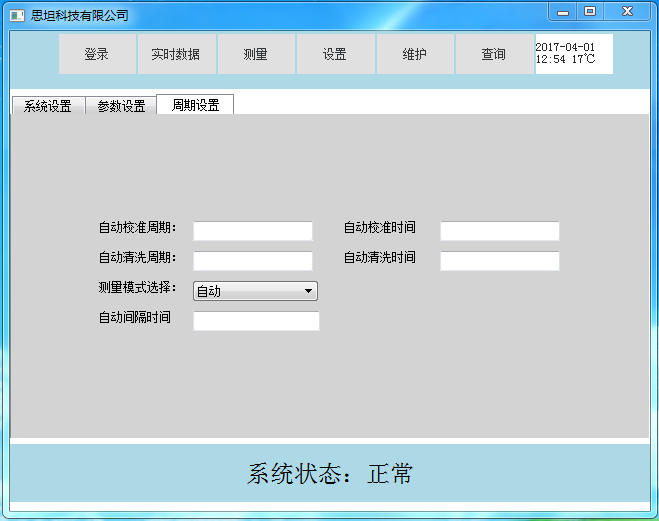 思坦科技有限公司
登录 实时数据 测量 设置 维护 查询 2017-04-01
12:54 17℃
系统设置 参数设置 周期设置
自动校准周期： 自动校准时间
自动清洗周期： 自动清洗时间
测量模式选择： 自动
自动间隔时间
系统状态：正常